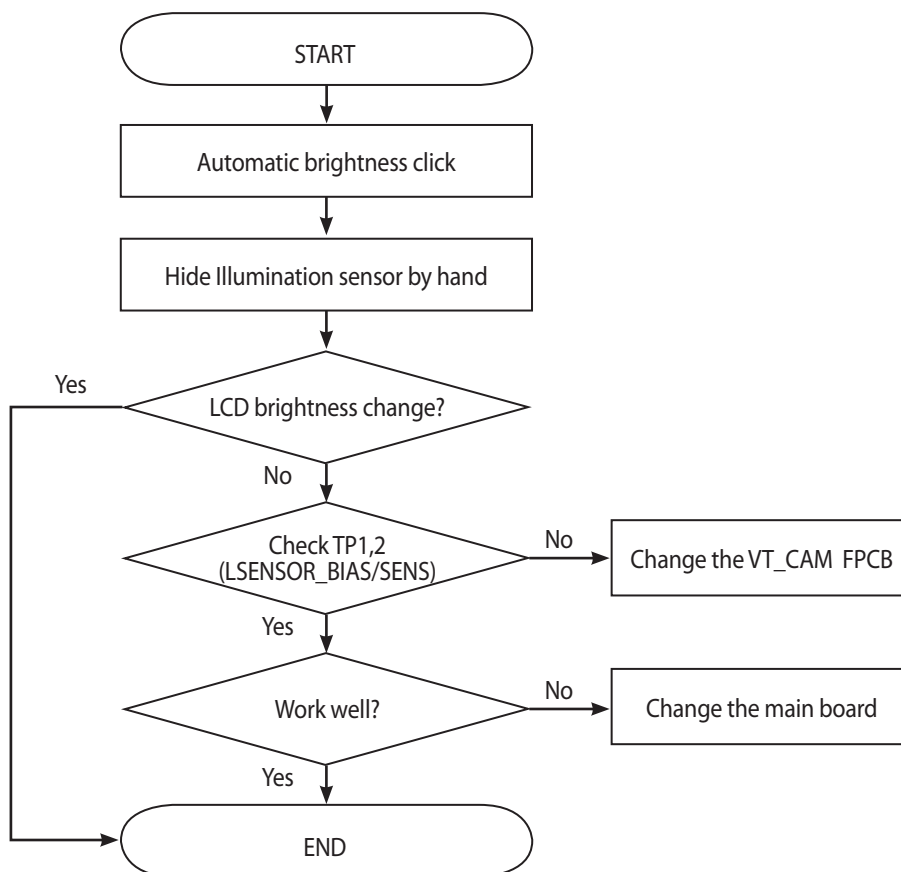 START
Automatic brightness click
Hide Illumination sensor by hand
Yes
LCD brightness change?
No
Check TP1,2
(LSENSOR_BIAS/SENS)
No
Change the VT_CAM FPCB
Yes
Work well?
No
Change the main board
Yes
END